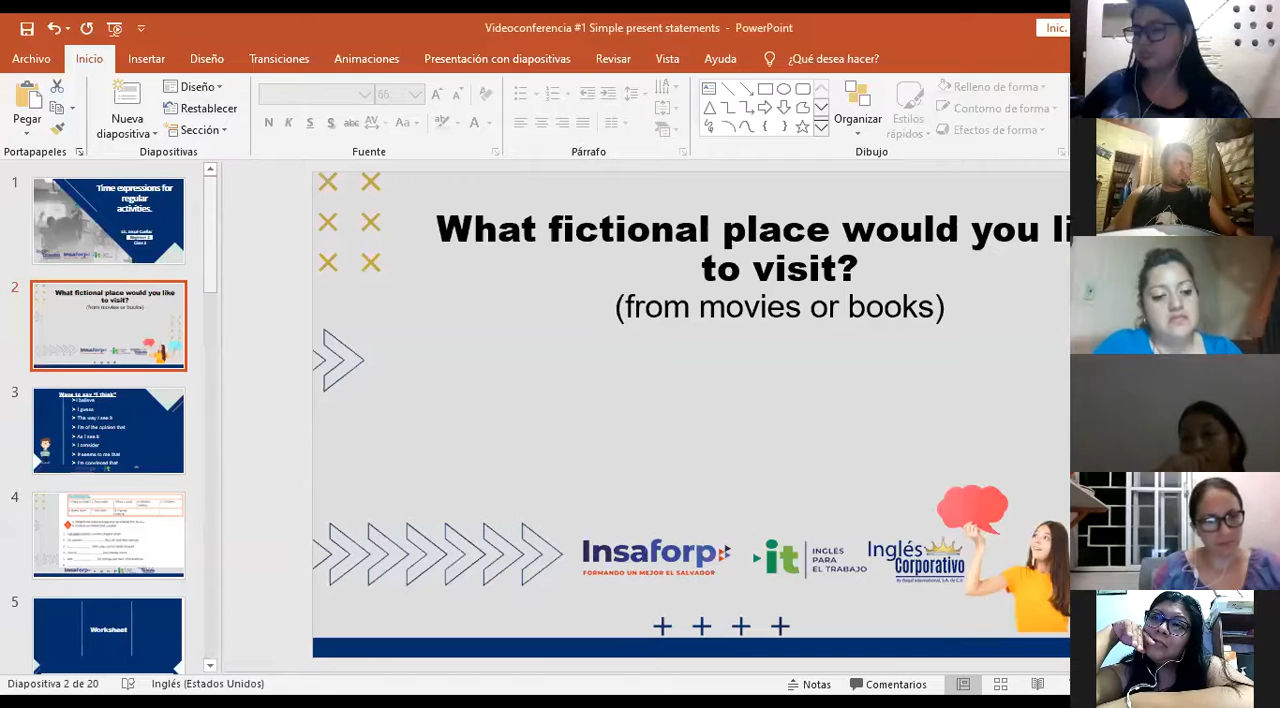 Videoconferencia #1 Simple present statements - PowerPoint
Inic.
Archivo
Inicio
Insertar
Diseño
Transiciones
Animaciones
Presentación con diapositivas
Revisar
Vista
Ayuda
¿Qué desea hacer?
Pegar
Nueva
diapositiva
Diseño
Restablecer
Sección
66
N K S S abc AV Aa A
Organizar
Estilos
rápidos
Relleno de forma
Contorno de forma
Efectos de forma
Portapapeles
Diapositivas
Fuente
Párrafo
Dibujo
1
Time expressions for
regular
activities.
2
What fictional place would you like
to visit?
(from movies or books)
3
Ways to say "I think"
I believe
I guess
The way I see it
I'm of the opinion that
As I see it
I consider
It seems to me that
I'm convinced that
4
5
Worksheet
What fictional place would you li
to visit?
(from movies or books)
Insaforp
FORMANDO UN MEJOR EL SALVADOR
it
INGLÉS
PARA
EL TRABAJO
Inglés
Corporativo
Diapositiva 2 de 20
Inglés (Estados Unidos)
Notas
Comentarios